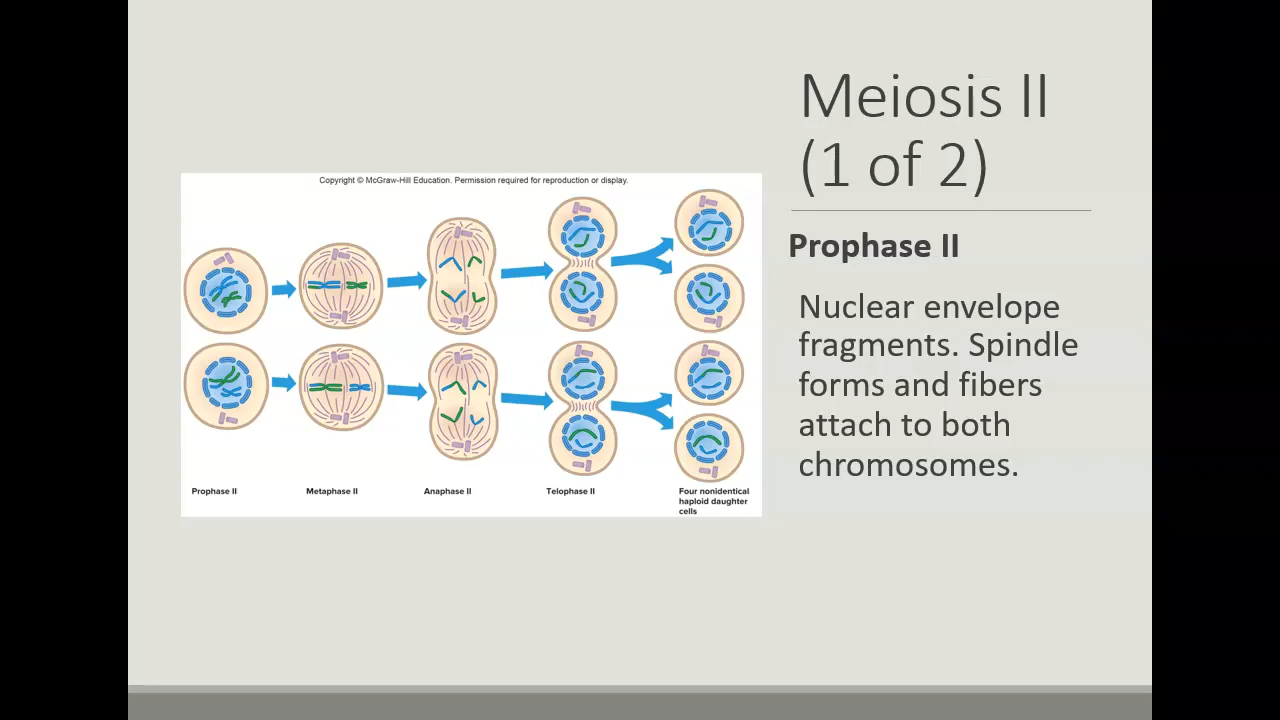 Meiosis II
(1 of 2)
Copyright © McGraw-Hill Education. Permission required for reproduction or display.
Prophase II
Nuclear envelope
fragments. Spindle
forms and fibers
attach to both
chromosomes.
Prophase II
Metaphase II
Anaphase II
Telophase II
Four nonidentical
haploid daughter
cells